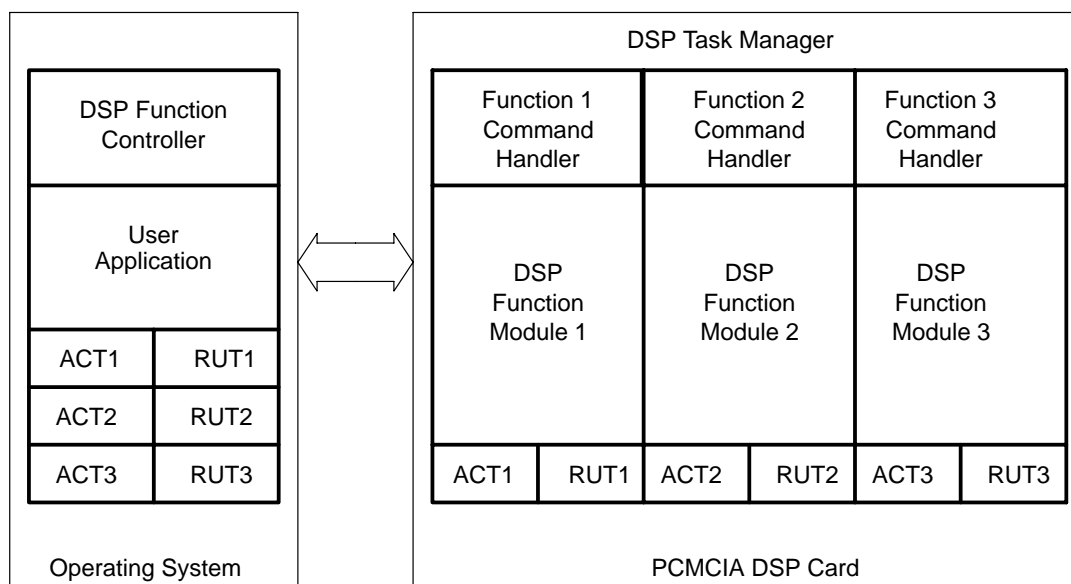 DSP Function
Controller
User
Application
ACT1 RUT1
ACT2 RUT2
ACT3 RUT3
Operating System
DSP Task Manager
Function 1
Command
Handler
Function 2
Command
Handler
Function 3
Command
Handler
DSP
Function
Module 1
DSP
Function
Module 2
DSP
Function
Module 3
ACT1 RUT1 ACT2 RUT2 ACT3 RUT3
PCMCIA DSP Card